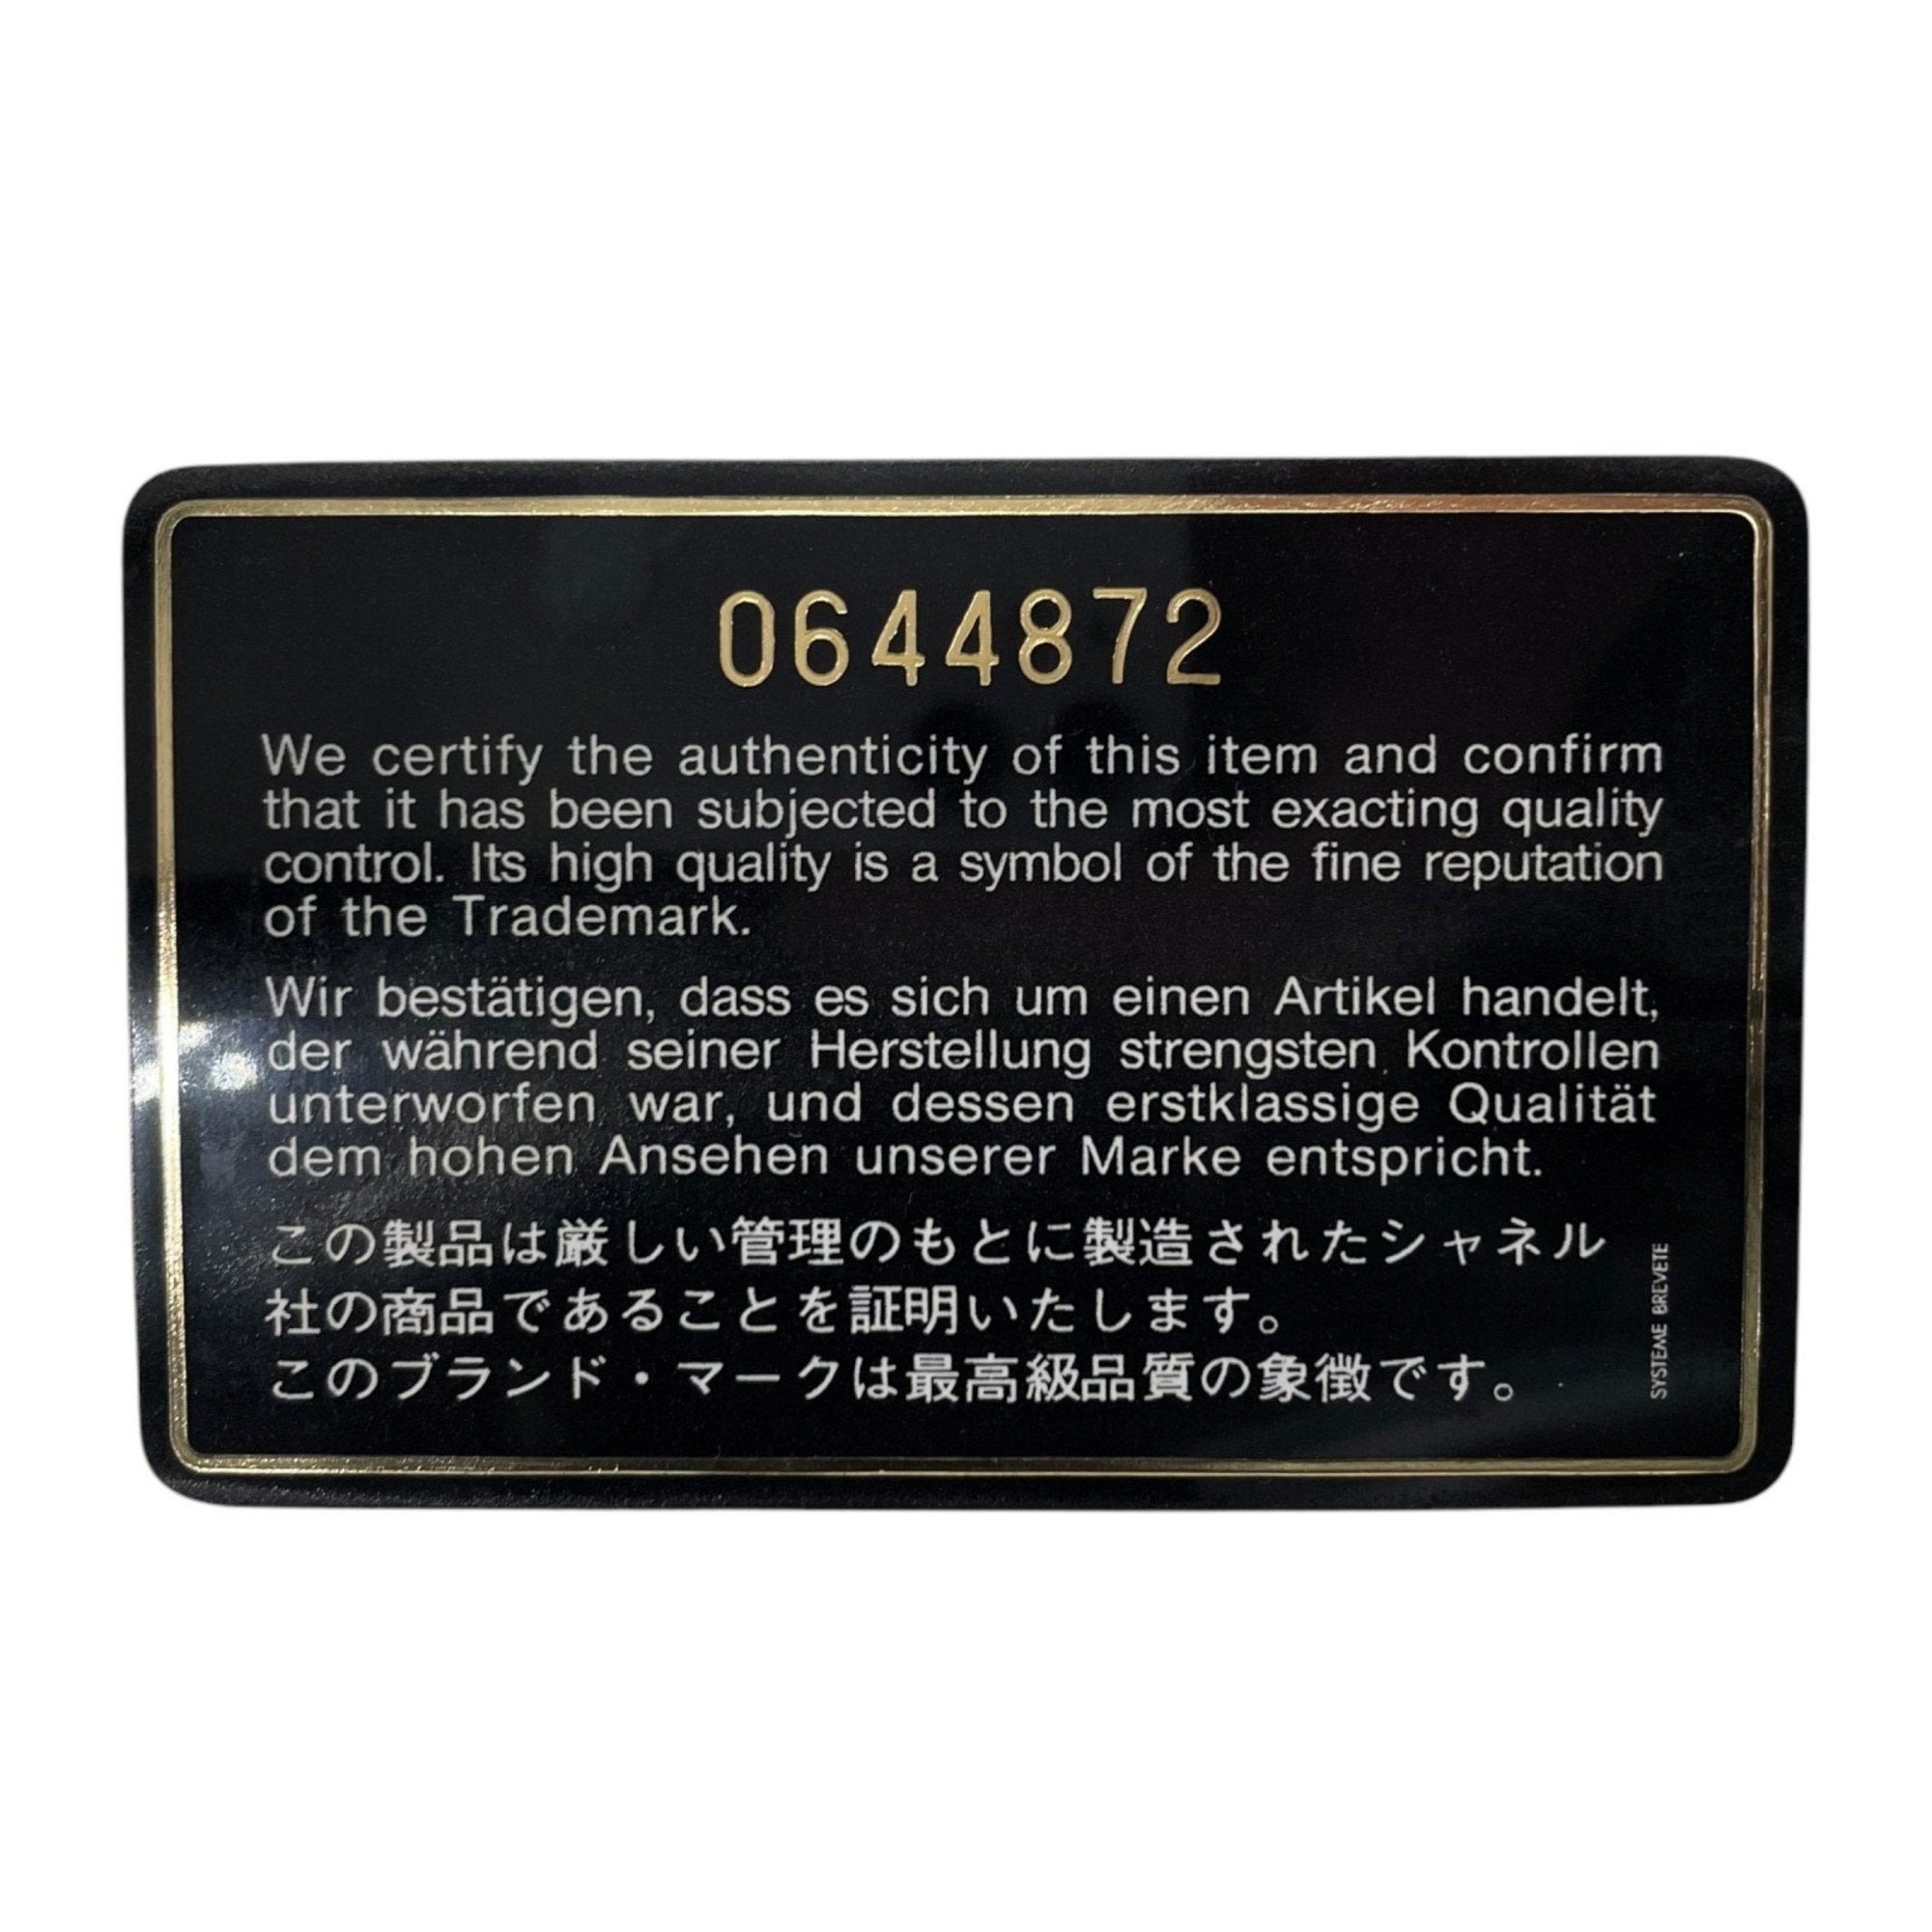 0644872
We certify the authenticity of this item and confirm
that it has been subjected to the most exacting quality
control. Its high quality is a symbol of the fine reputation
of the Trademark.
Wir bestätigen, dass es sich um einen Artikel handelt,
der während seiner Herstellung strengsten Kontrollen
unterworfen war, und dessen erstklassige Qualität
dem hohen Ansehen unserer Marke entspricht.
この製品は厳しい管理のもとに製造されたシャネル
社の商品であることを証明いたします。
このブランド・マークは最高級品質の象徴です。
SYSTEME BREVETE